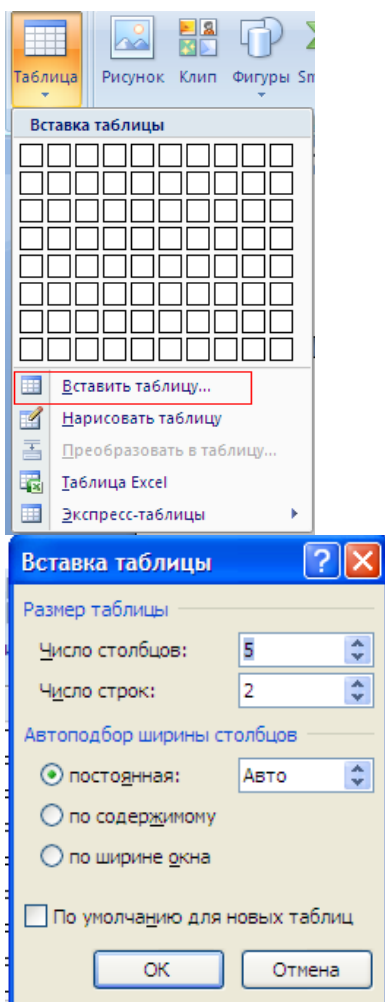 Таблица Рисунок Клип Фигуры Sm
Вставка таблицы
Вставить таблицу...
Нарисовать таблицу
Преобразовать в таблицу...
Таблица Excel
Экспресс-таблицы
Вставка таблицы
Размер таблицы
Число столбцов: 5
Число строк: 2
Автоподбор ширины столбцов
постоянная: Авто
по содержимому
по ширине окна
По умолчанию для новых таблиц
ОК Отмена